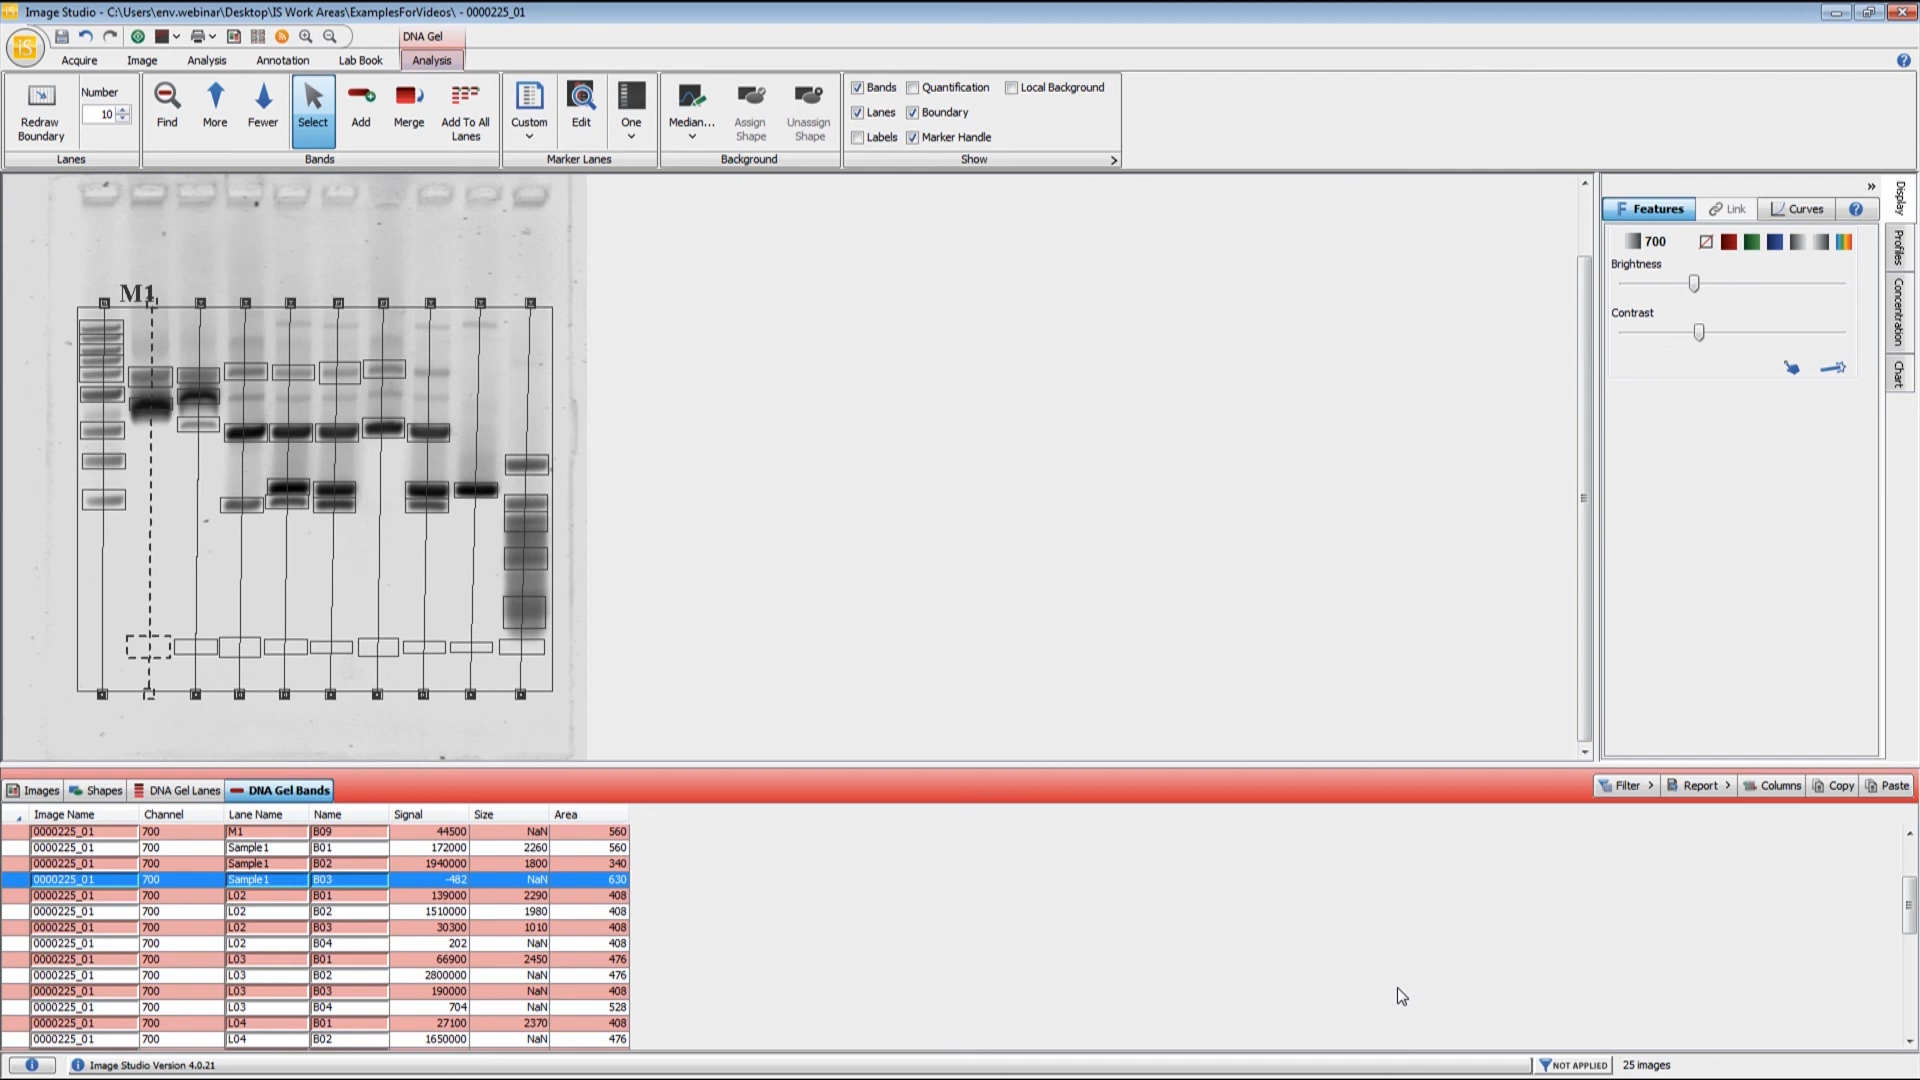 Image Studio - C:\Users\env.webinar\Desktop\IS Work Areas\ExamplesForVideos\ - 0000225_01
iS
DNA Gel
Acquire Image Analysis Annotation Lab Book Analysis
Number
10
Redraw Boundary
Find More Fewer Select Add Merge Add To All Lanes
Custom Edit One
Median... Assign Shape Unassign Shape
Bands Quantification Local Background
Lanes Boundary
Labels Marker Handle
Lanes Bands Marker Lanes Background Show
M1
Features Link Curves
700
Brightness
Contrast
Display
Profiles
Concentration
Chart
Images Shapes DNA Gel Lanes DNA Gel Bands
Filter Report Columns Copy Paste
Image Name Channel Lane Name Name Signal Size Area
0000225_01 700 M1 B09 44500 NaN 560
0000225_01 700 Sample1 B01 172000 2260 560
0000225_01 700 Sample1 B02 1940000 1800 340
0000225_01 700 Sample1 B03 -482 NaN 630
0000225_01 700 L02 B01 139000 2290 408
0000225_01 700 L02 B02 1510000 1980 408
0000225_01 700 L02 B03 30300 1010 408
0000225_01 700 L02 B04 202 NaN 408
0000225_01 700 L03 B01 66900 2450 476
0000225_01 700 L03 B02 2800000 NaN 476
0000225_01 700 L03 B03 190000 NaN 408
0000225_01 700 L03 B04 704 NaN 528
0000225_01 700 L04 B01 27100 2370 408
0000225_01 700 L04 B02 1650000 NaN 476
Image Studio Version 4.0.21
NOT APPLIED 25 images